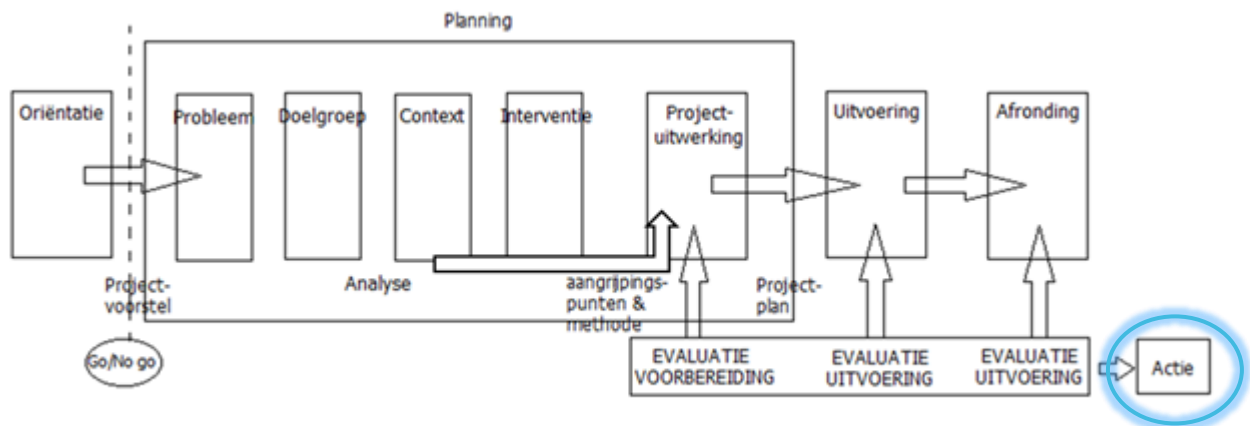 Planning
Oriëntatie
Probleem
Doelgroep
Context
Interventie
Project-
uitwerking
Uitvoering
Afronding
Project-
voorstel
Analyse
aangrijpings-
punten &
methode
Project-
plan
Go/No go
EVALUATIE
VOORBEREIDING
EVALUATIE
UITVOERING
EVALUATIE
UITVOERING
Actie